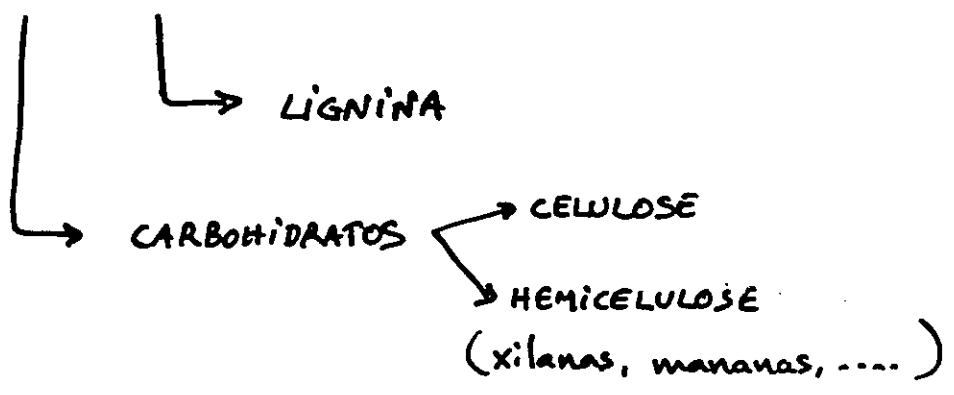 LIGNINA
CARBOHIDRATOS
CELULOSE
HEMICELULOSE
(xilanas, mananas, .....)